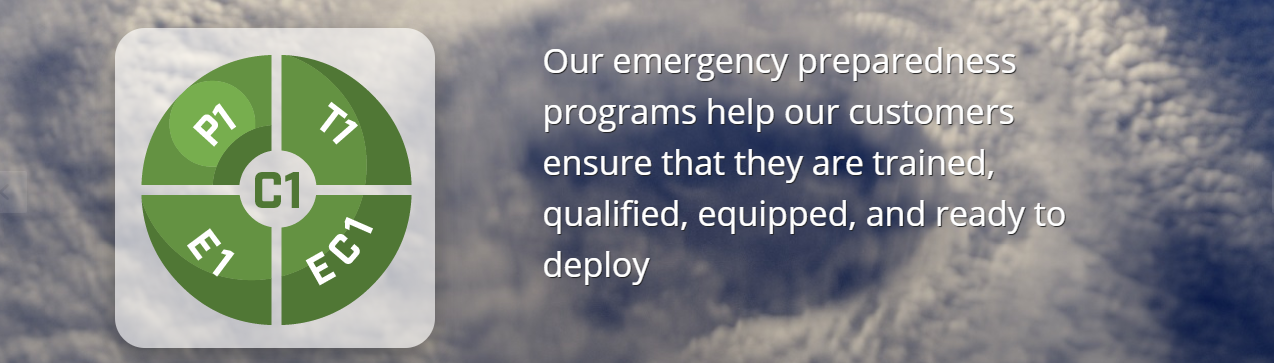 P1
T1
C1
E1
EC1
Our emergency preparedness
programs help our customers
ensure that they are trained,
qualified, equipped, and ready to
deploy